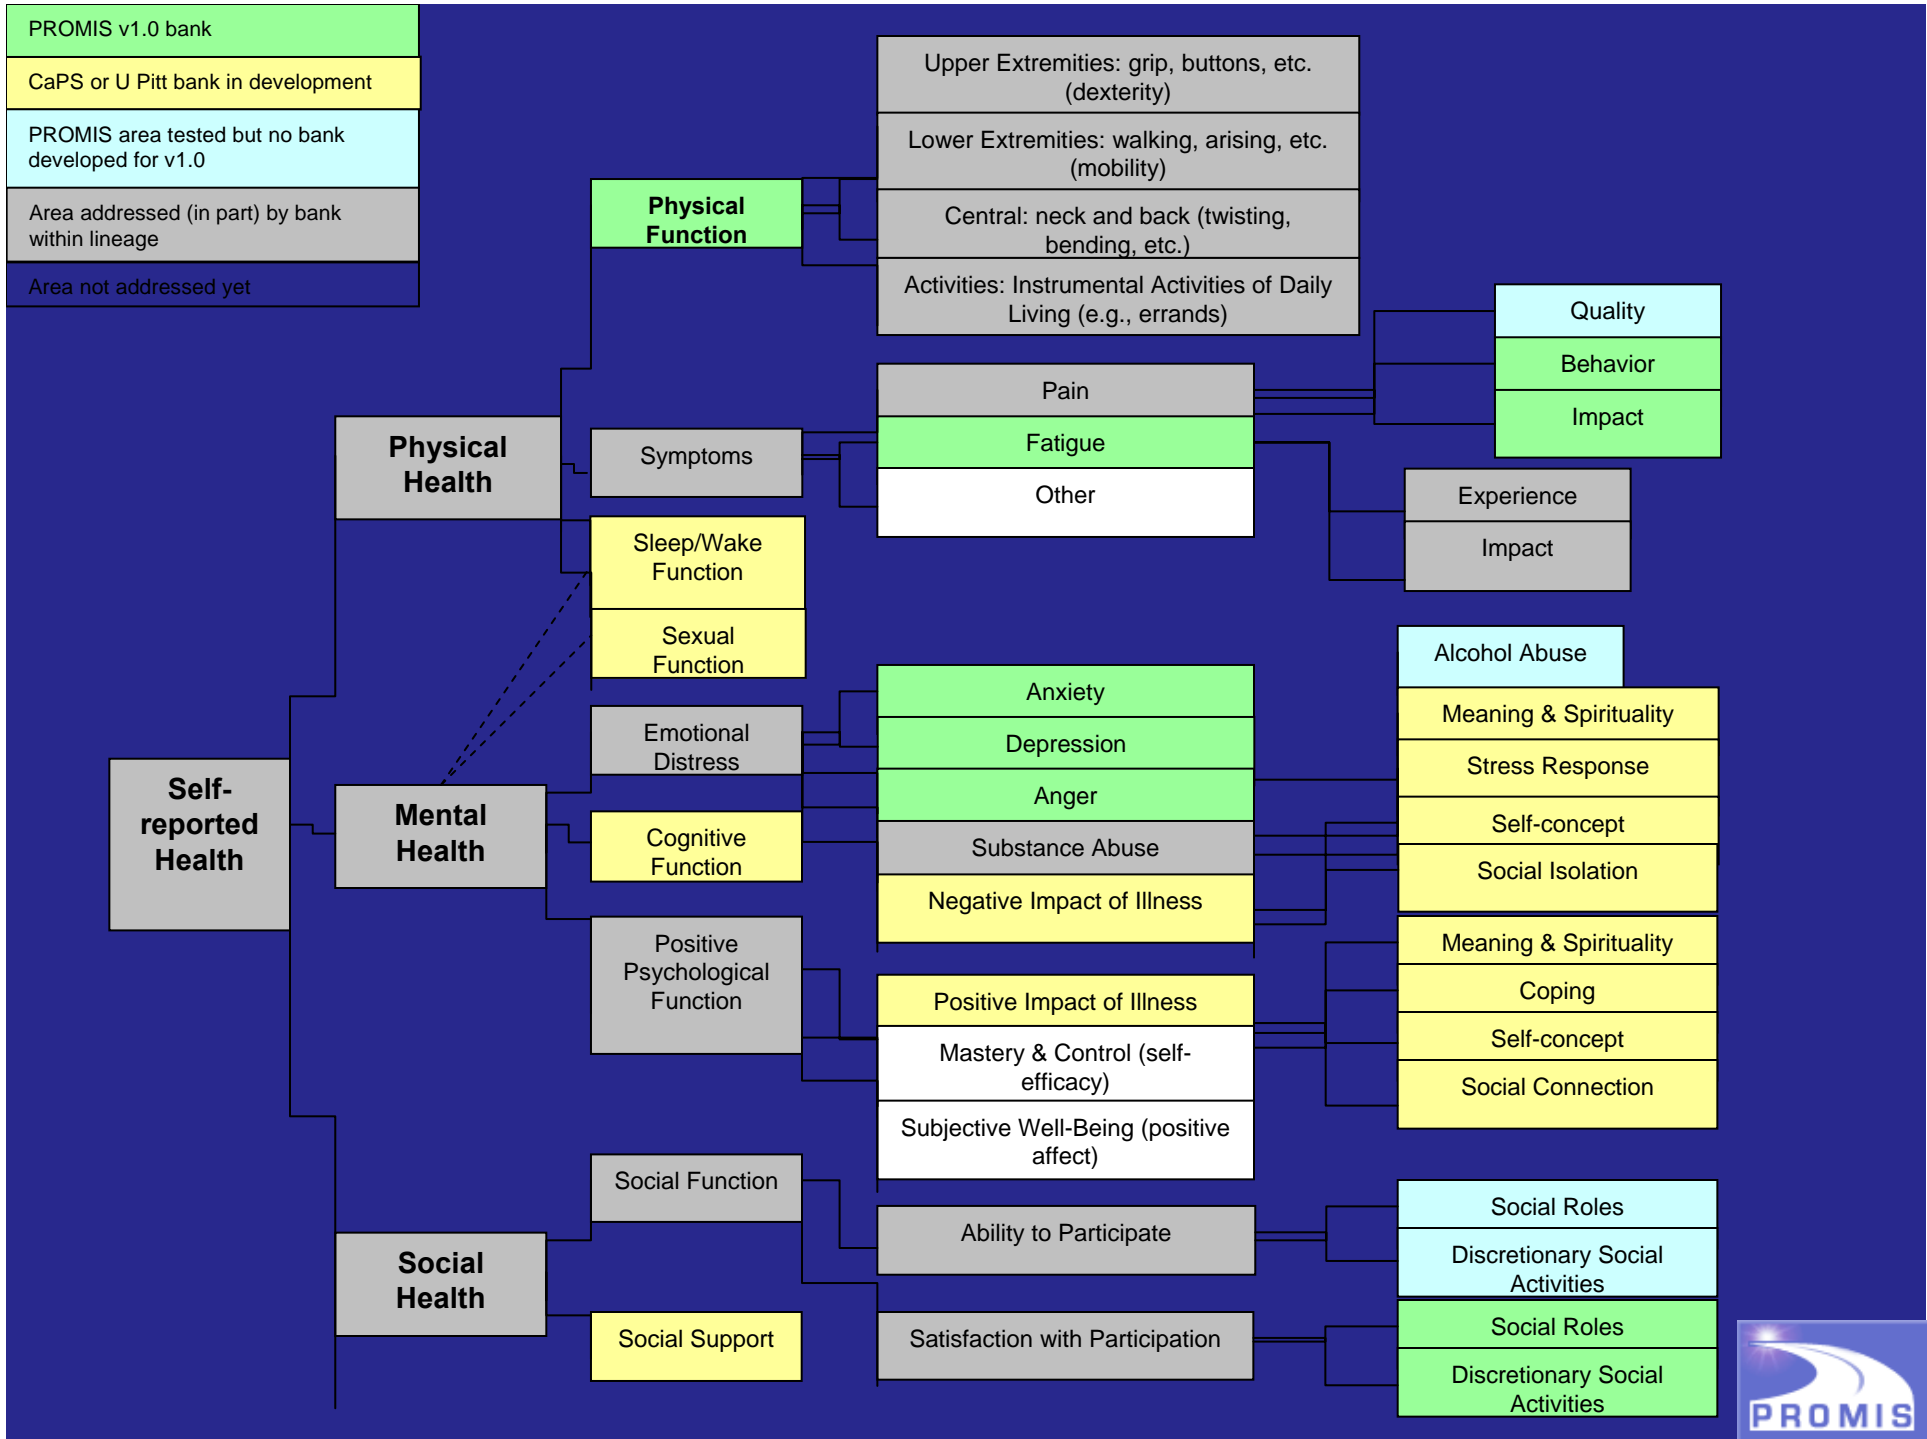 PROMIS v1.0 bank
CaPS or U Pitt bank in development
PROMIS area tested but no bank
developed for v1.0
Area addressed (in part) by bank
within lineage
Area not addressed yet
Self-
reported
Health
Physical
Health
Mental
Health
Social
Health
Physical
Function
Symptoms
Sleep/Wake
Function
Sexual
Function
Emotional
Distress
Cognitive
Function
Positive
Psychological
Function
Social Function
Social Support
Upper Extremities: grip, buttons, etc.
(dexterity)
Lower Extremities: walking, arising, etc.
(mobility)
Central: neck and back (twisting,
bending, etc.)
Activities: Instrumental Activities of Daily
Living (e.g., errands)
Pain
Fatigue
Other
Anxiety
Depression
Anger
Substance Abuse
Negative Impact of Illness
Positive Impact of Illness
Mastery & Control (self-
efficacy)
Subjective Well-Being (positive
affect)
Ability to Participate
Satisfaction with Participation
Quality
Behavior
Impact
Experience
Impact
Alcohol Abuse
Meaning & Spirituality
Stress Response
Self-concept
Social Isolation
Meaning & Spirituality
Coping
Self-concept
Social Connection
Social Roles
Discretionary Social
Activities
Social Roles
Discretionary Social
Activities
PROMIS